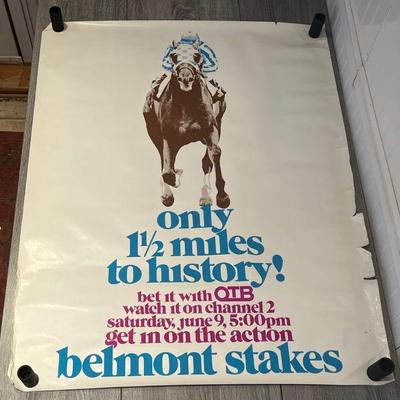 only
1½ miles
to history!
bet it with OTB
watch it on channel 2
saturday, june 9, 5:00pm
get in on the action
belmont stakes